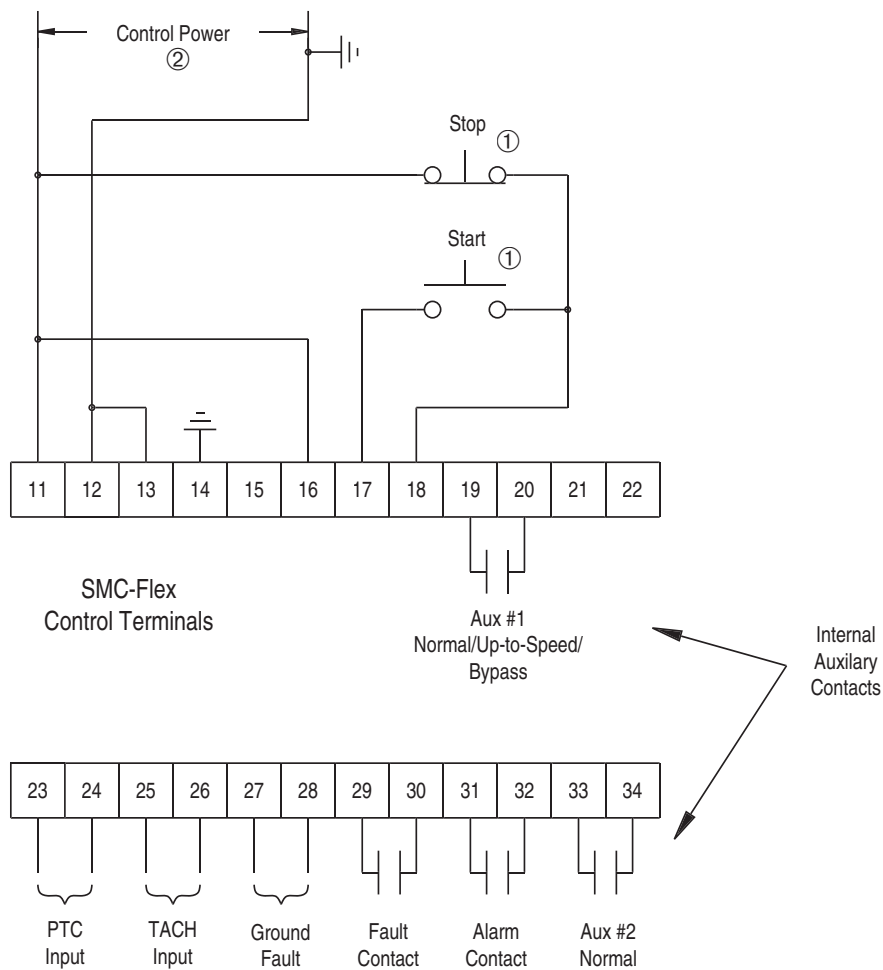 Control Power
②
Stop
①
Start
①
11 12 13 14 15 16 17 18 19 20 21 22
SMC-Flex
Control Terminals
Aux #1
Normal/Up-to-Speed/
Bypass
Internal
Auxilary
Contacts
23 24 25 26 27 28 29 30 31 32 33 34
PTC
Input
TACH
Input
Ground
Fault
Fault
Contact
Alarm
Contact
Aux #2
Normal